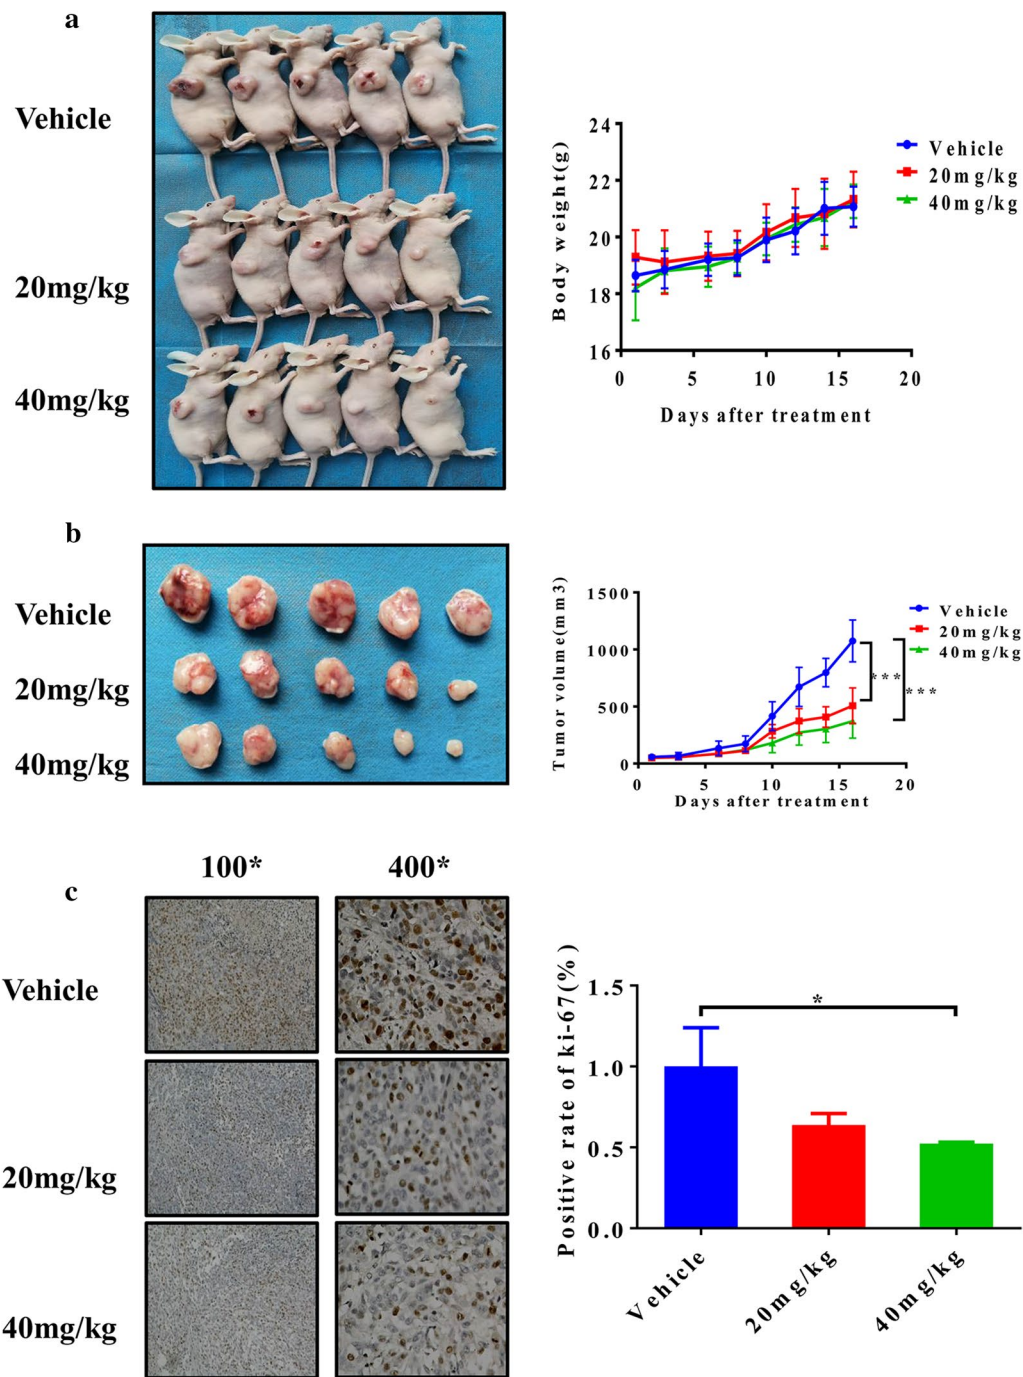 a
Vehicle
20mg/kg
40mg/kg
Body weight(g)
24
22
20
18
16
0 5 10 15 20
Days after treatment
Vehicle
20mg/kg
40mg/kg
b
Vehicle
20mg/kg
40mg/kg
Tumor volume(mm3)
1500
1000
500
0
0 5 10 15 20
Days after treatment
Vehicle
20mg/kg
40mg/kg
***
***
c
100* 400*
Vehicle
20mg/kg
40mg/kg
Positive rate of ki-67(%)
1.5
1.0
0.5
0.0
*
Vehicle
20mg/kg
40mg/kg